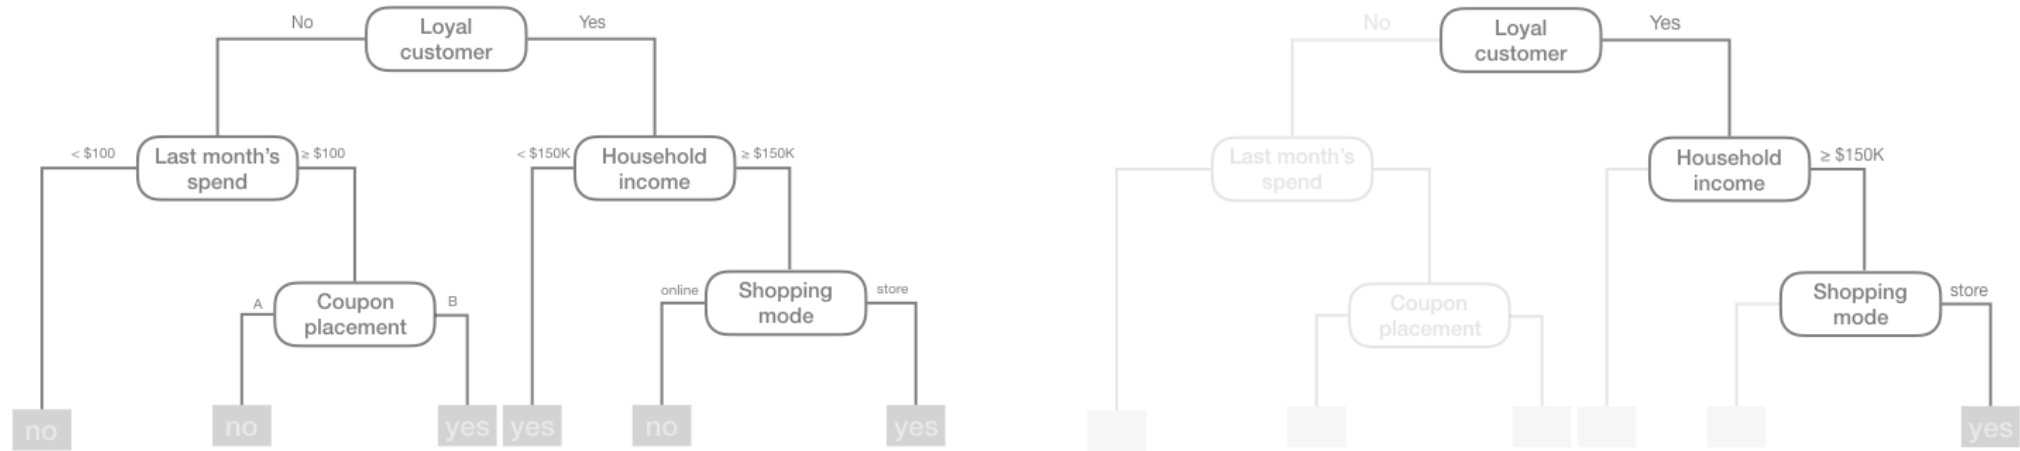 No
Loyal
customer
Yes
< $100
Last month's
spend
≥ $100
< $150K
Household
income
≥ $150K
A
Coupon
placement
B
online
Shopping
mode
store
no
no
yes
yes
no
yes
No
Loyal
customer
Yes
Last month's
spend
Household
income
≥ $150K
Coupon
placement
Shopping
mode
store
yes